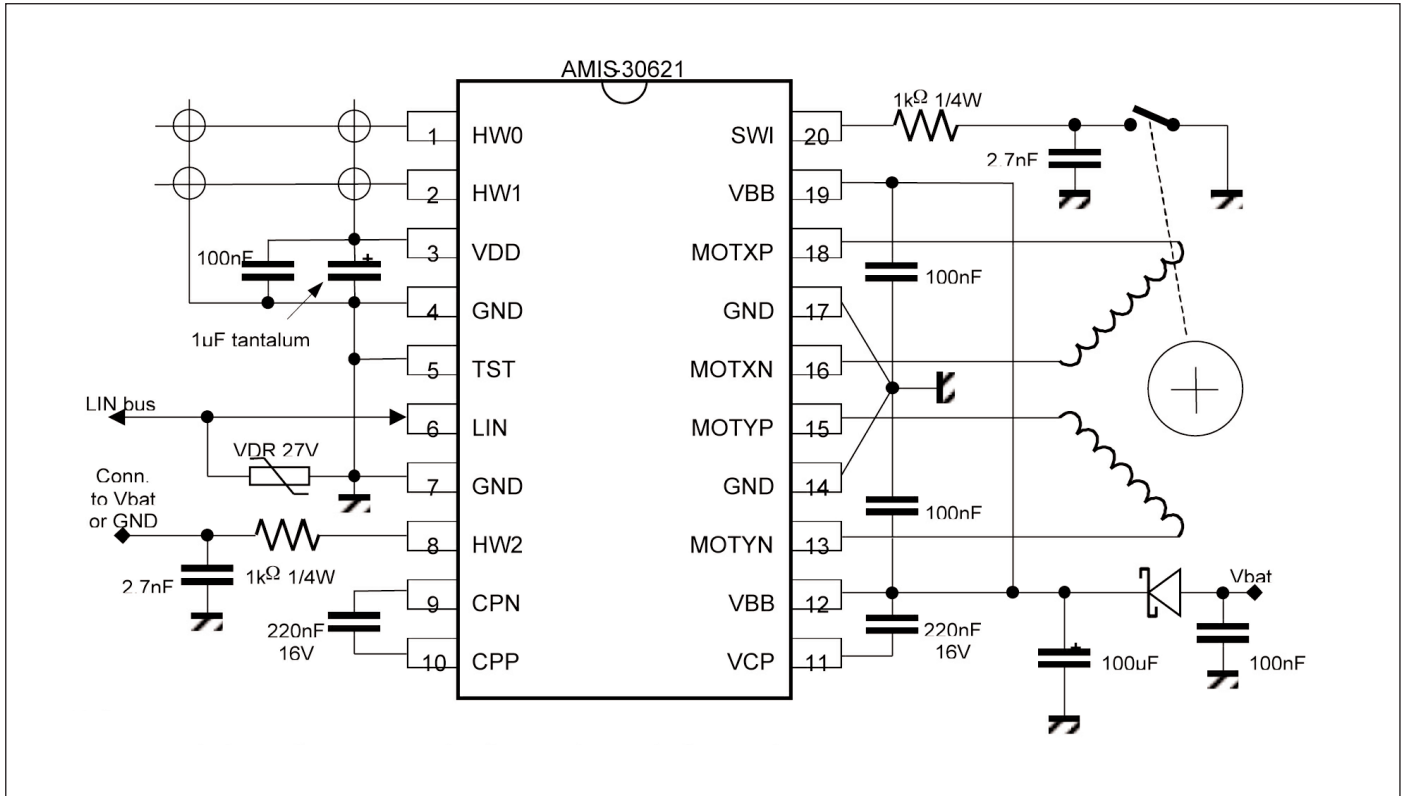 AMIS-30621
1 HW0
2 HW1
3 VDD
4 GND
5 TST
6 LIN
7 GND
8 HW2
9 CPN
10 CPP
SWI 20
VBB 19
MOTXP 18
GND 17
MOTXN 16
MOTYP 15
GND 14
MOTYN 13
VBB 12
VCP 11
100nF
+
1uF tantalum
LIN bus
VDR 27V
Conn.
to Vbat
or GND
2.7nF
1kΩ 1/4W
220nF
16V
1kΩ 1/4W
2.7nF
100nF
100nF
220nF
16V
+
100uF
Vbat
100nF